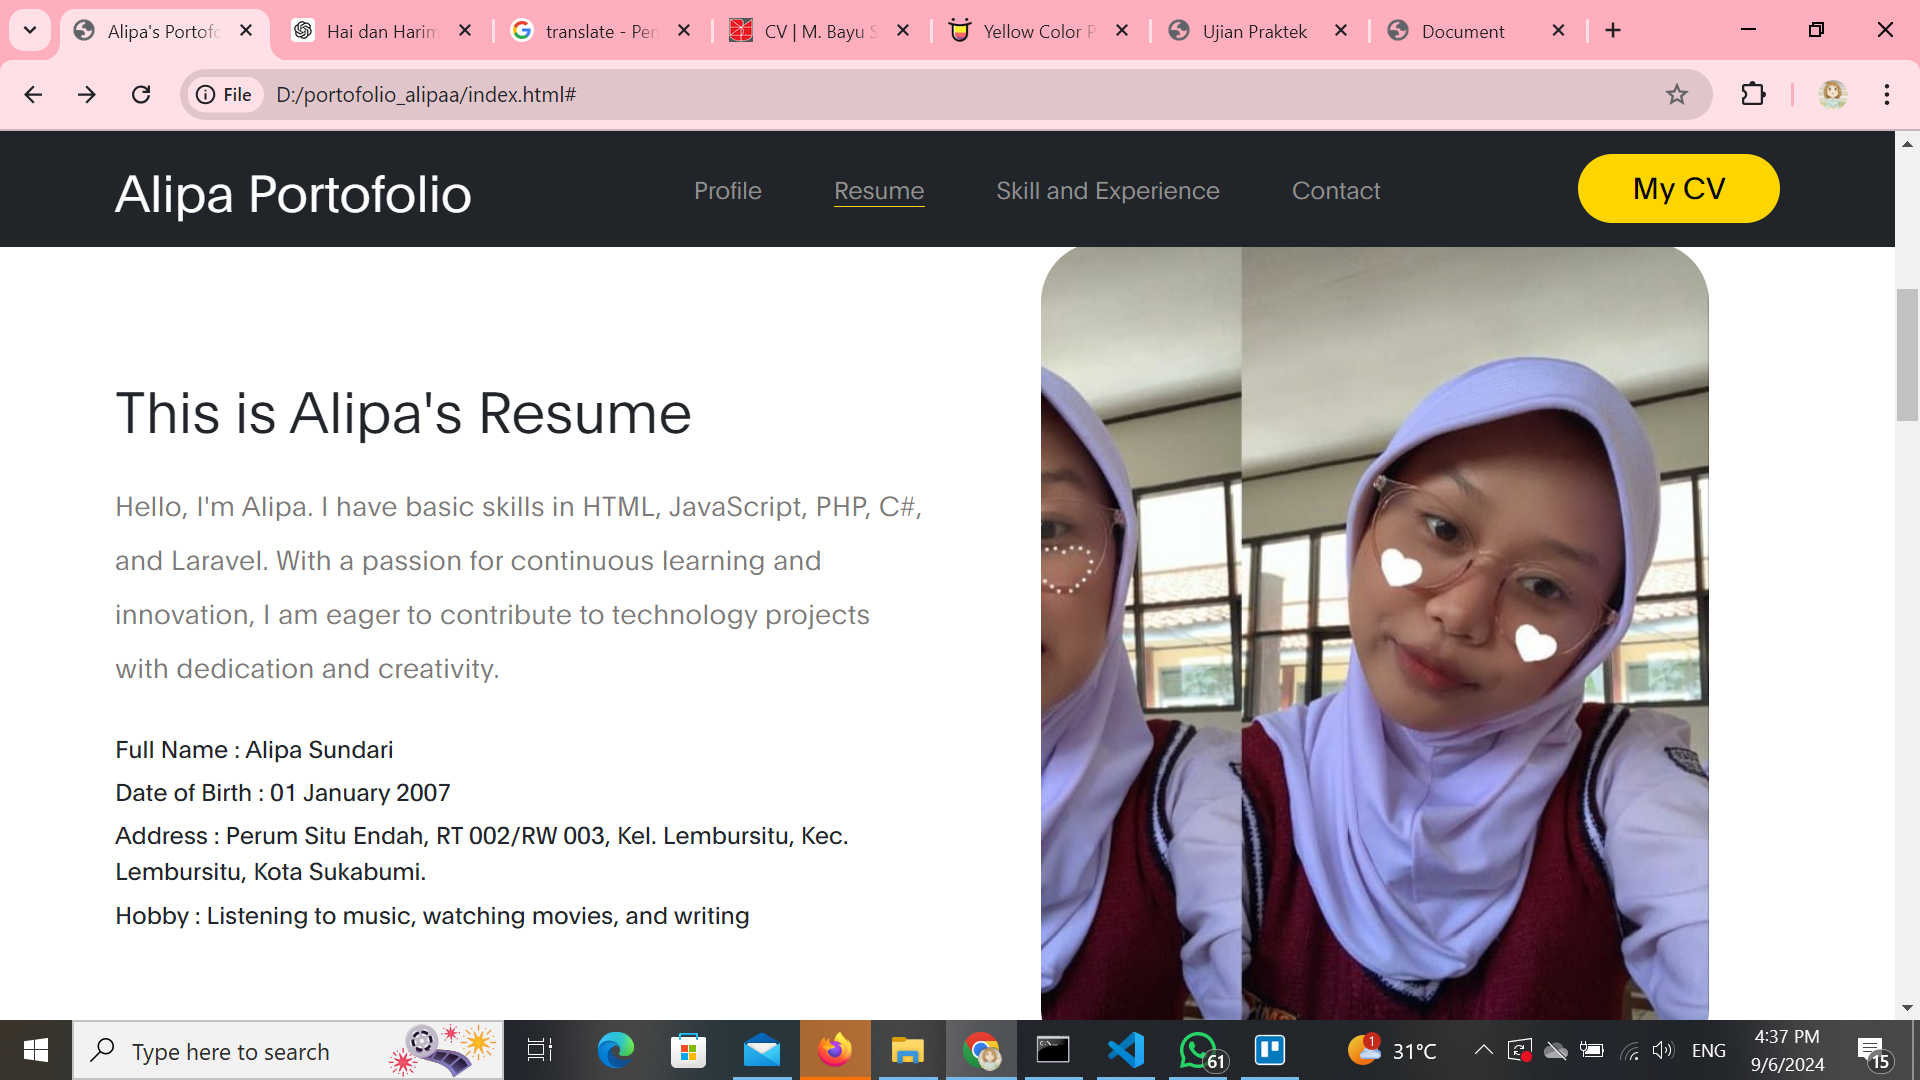 Alipa's Portofo
Hai dan Harim
translate - Pen
CV | M. Bayu S
Yellow Color P
Ujian Praktek
Document
File
D:/portofolio_alipaa/index.html#
Alipa Portofolio
Profile
Resume
Skill and Experience
Contact
My CV
This is Alipa's Resume
Hello, I'm Alipa. I have basic skills in HTML, JavaScript, PHP, C#,
and Laravel. With a passion for continuous learning and
innovation, I am eager to contribute to technology projects
with dedication and creativity.
Full Name : Alipa Sundari
Date of Birth : 01 January 2007
Address : Perum Situ Endah, RT 002/RW 003, Kel. Lembursitu, Kec.
Lembursitu, Kota Sukabumi.
Hobby : Listening to music, watching movies, and writing
Type here to search
61
1
31°C
ENG
4:37 PM
9/6/2024
15